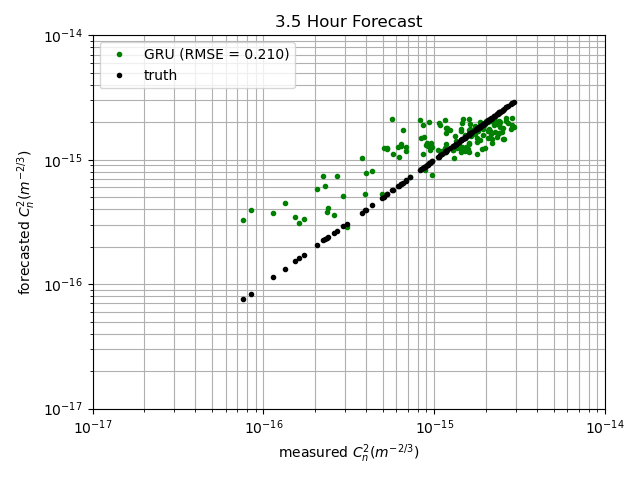 3.5 Hour Forecast
GRU (RMSE = 0.210)
truth
forecasted $C_n^2(m^{-2/3})$
10⁻¹⁴
10⁻¹⁵
10⁻¹⁶
10⁻¹⁷
10⁻¹⁷ 10⁻¹⁶ 10⁻¹⁵ 10⁻¹⁴
measured $C_n^2(m^{-2/3})$